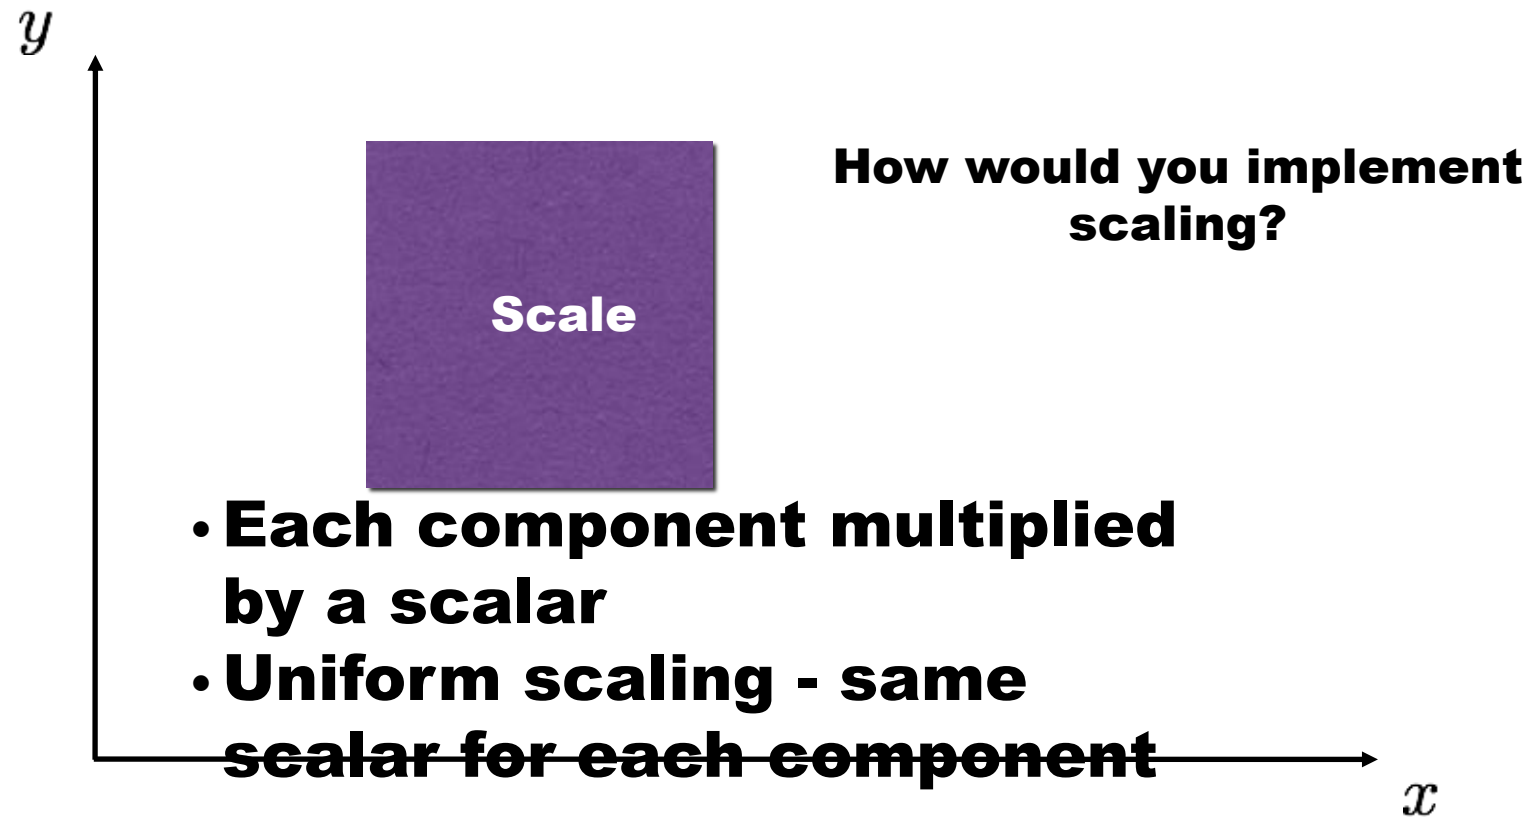 y
How would you implement
scaling?
Scale
• Each component multiplied
by a scalar
• Uniform scaling - same
scalar for each component
x